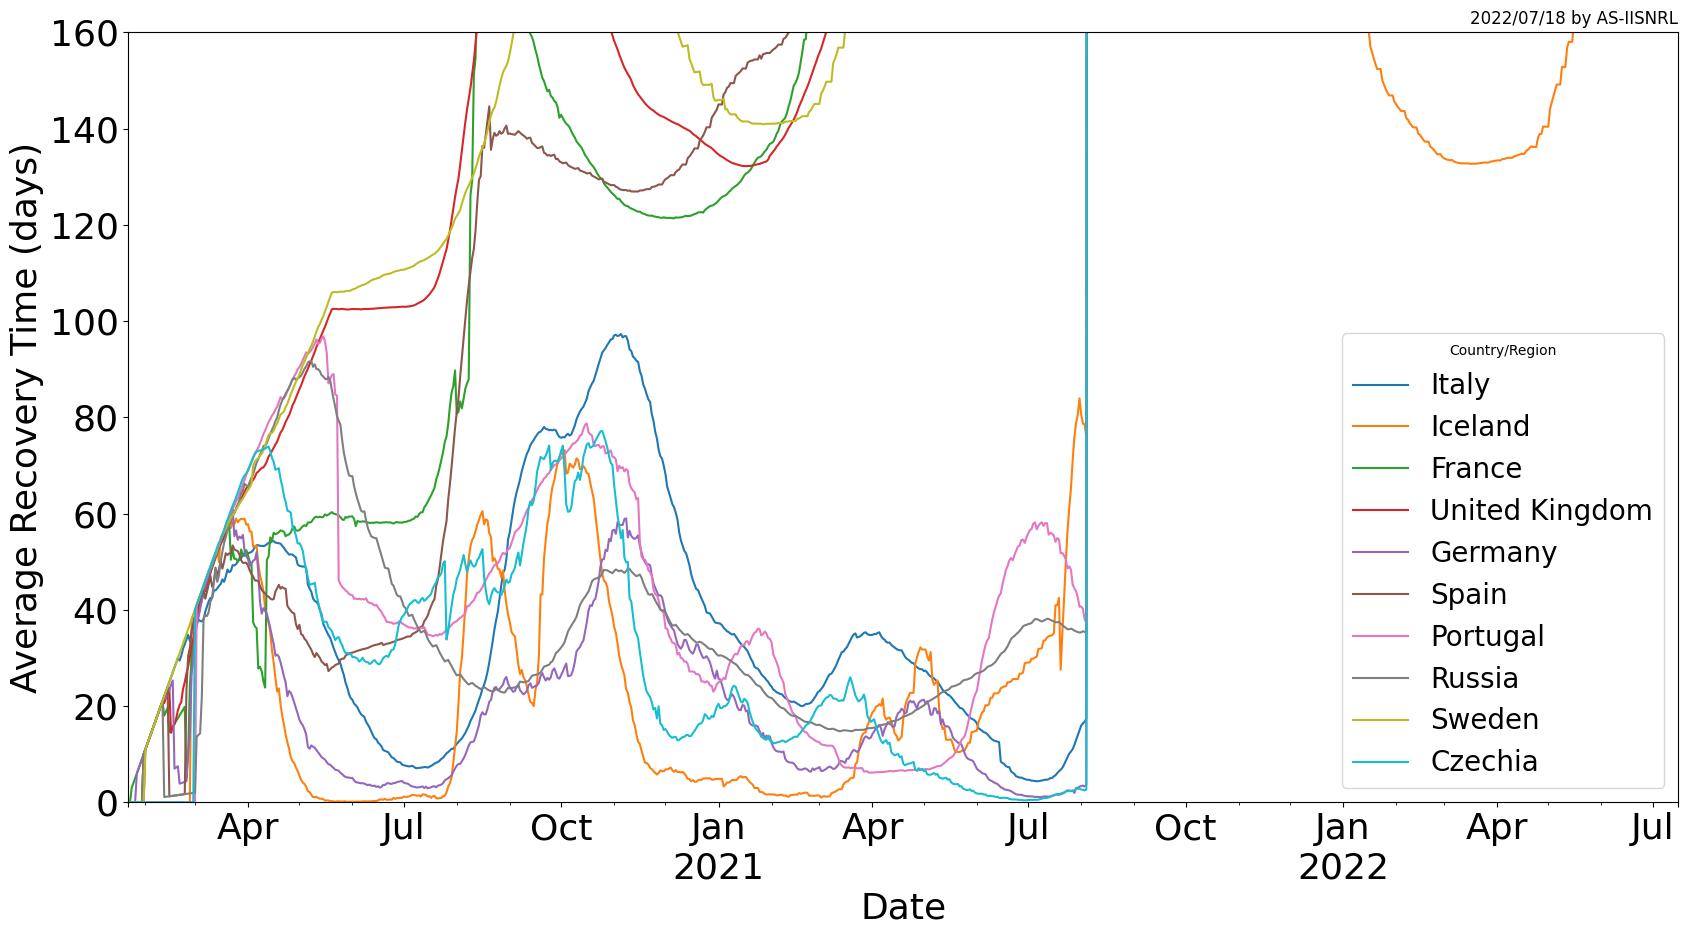 2022/07/18 by AS-IISNRL
160
140
120
100
80
60
40
20
0
Average Recovery Time (days)
Country/Region
Italy
Iceland
France
United Kingdom
Germany
Spain
Portugal
Russia
Sweden
Czechia
Apr Jul Oct Jan Apr Jul Oct Jan Apr Jul
2021 2022
Date